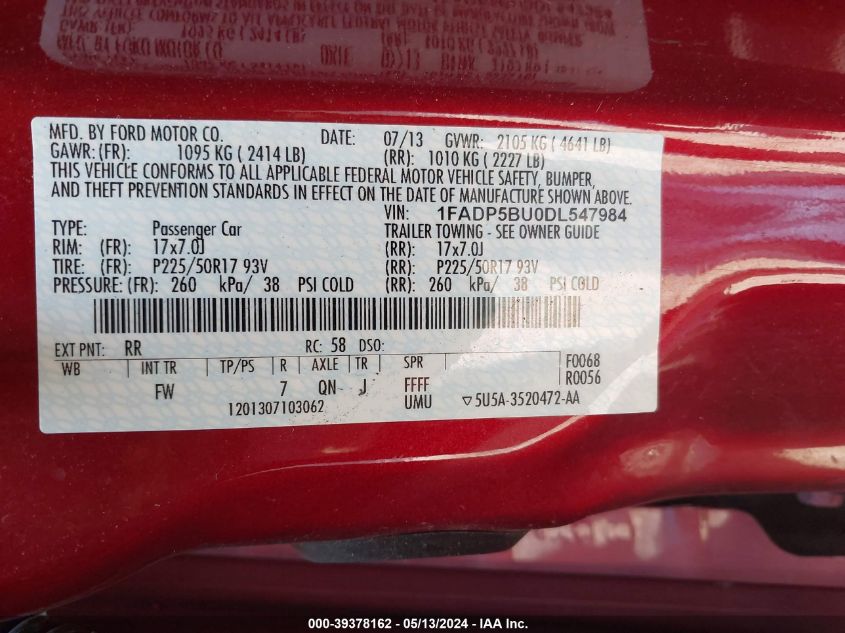 MFD. BY FORD MOTOR CO. DATE: 07/13 GVWR: 2105 KG ( 4641 LB)
GAWR: (FR): 1095 KG ( 2414 LB) (RR): 1010 KG ( 2227 LB)
THIS VEHICLE CONFORMS TO ALL APPLICABLE FEDERAL MOTOR VEHICLE SAFETY, BUMPER,
AND THEFT PREVENTION STANDARDS IN EFFECT ON THE DATE OF MANUFACTURE SHOWN ABOVE.
VIN: 1FADP5BU0DL547984
TYPE: Passenger Car TRAILER TOWING - SEE OWNER GUIDE
RIM: (FR): 17x7.0J (RR): 17x7.0J
TIRE: (FR): P225/50R17 93V (RR): P225/50R17 93V
PRESSURE: (FR): 260 kPa/ 38 PSI COLD (RR): 260 kPa/ 38 PSI COLD
EXT PNT: RR RC: 58 DSO:
WB INT TR TP/PS R AXLE TR SPR F0068
FW 7 QN J FFFF R0056
1201307103062 UMU ▽5U5A-3520472-AA
000-39378162 - 05/13/2024 - IAA Inc.